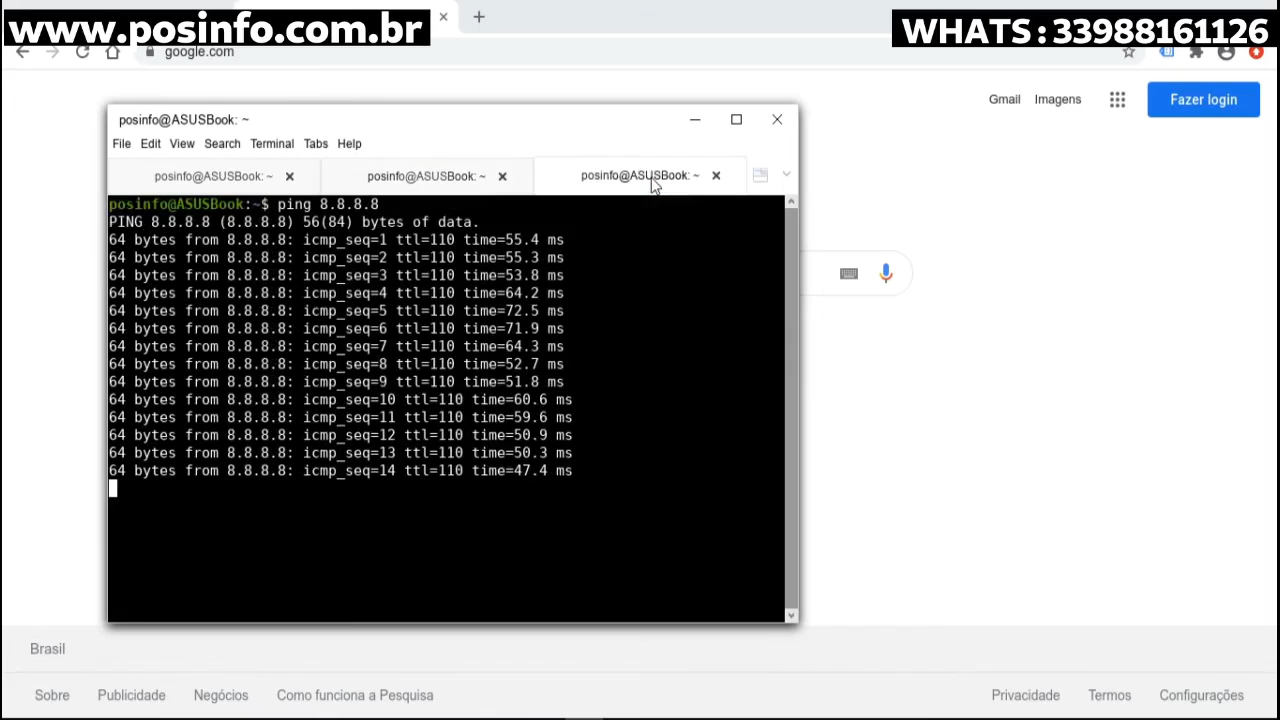 www.posinfo.com.br
WHATS:33988161126
google.com
Gmail Imagens Fazer login
posinfo@ASUSBook: ~
File Edit View Search Terminal Tabs Help
posinfo@ASUSBook: ~ posinfo@ASUSBook: ~ posinfo@ASUSBook: ~
posinfo@ASUSBook:~$ ping 8.8.8.8
PING 8.8.8.8 (8.8.8.8) 56(84) bytes of data.
64 bytes from 8.8.8.8: icmp_seq=1 ttl=110 time=55.4 ms
64 bytes from 8.8.8.8: icmp_seq=2 ttl=110 time=55.3 ms
64 bytes from 8.8.8.8: icmp_seq=3 ttl=110 time=53.8 ms
64 bytes from 8.8.8.8: icmp_seq=4 ttl=110 time=64.2 ms
64 bytes from 8.8.8.8: icmp_seq=5 ttl=110 time=72.5 ms
64 bytes from 8.8.8.8: icmp_seq=6 ttl=110 time=71.9 ms
64 bytes from 8.8.8.8: icmp_seq=7 ttl=110 time=64.3 ms
64 bytes from 8.8.8.8: icmp_seq=8 ttl=110 time=52.7 ms
64 bytes from 8.8.8.8: icmp_seq=9 ttl=110 time=51.8 ms
64 bytes from 8.8.8.8: icmp_seq=10 ttl=110 time=60.6 ms
64 bytes from 8.8.8.8: icmp_seq=11 ttl=110 time=59.6 ms
64 bytes from 8.8.8.8: icmp_seq=12 ttl=110 time=50.9 ms
64 bytes from 8.8.8.8: icmp_seq=13 ttl=110 time=50.3 ms
64 bytes from 8.8.8.8: icmp_seq=14 ttl=110 time=47.4 ms
Brasil
Sobre Publicidade Negócios Como funciona a Pesquisa Privacidade Termos Configurações